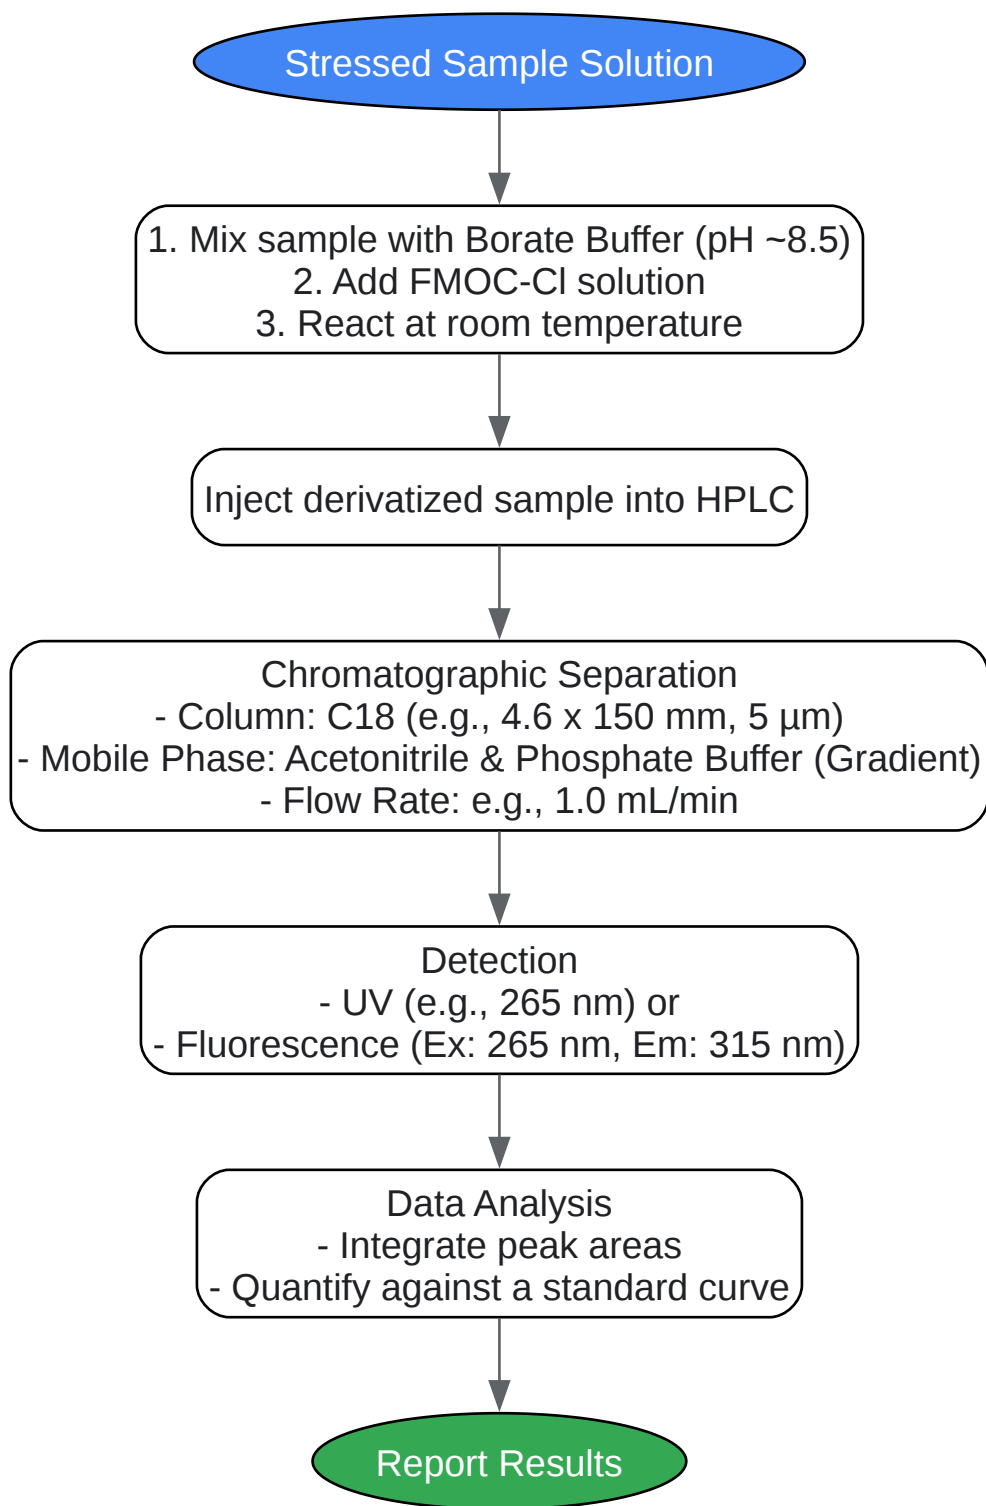 Stressed Sample Solution
1. Mix sample with Borate Buffer (pH ~8.5)
2. Add FMOC-Cl solution
3. React at room temperature
Inject derivatized sample into HPLC
Chromatographic Separation
- Column: C18 (e.g., 4.6 x 150 mm, 5 µm)
- Mobile Phase: Acetonitrile & Phosphate Buffer (Gradient)
- Flow Rate: e.g., 1.0 mL/min
Detection
- UV (e.g., 265 nm) or
- Fluorescence (Ex: 265 nm, Em: 315 nm)
Data Analysis
- Integrate peak areas
- Quantify against a standard curve
Report Results